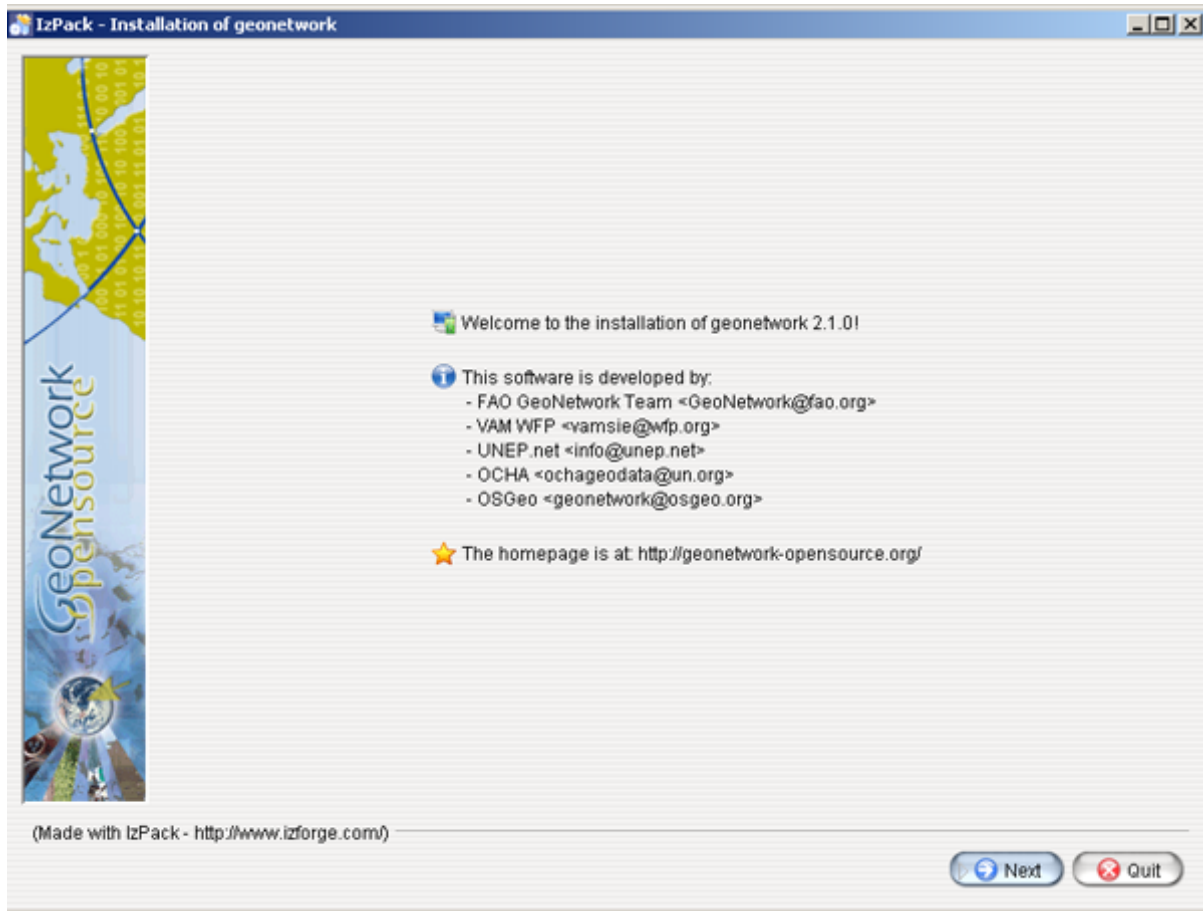 IzPack - Installation of geonetwork
GeoNetwork
Opensource
Welcome to the installation of geonetwork 2.1.0!
This software is developed by:
- FAO GeoNetwork Team <GeoNetwork@fao.org>
- VAM WFP <vamsie@wfp.org>
- UNEP.net <info@unep.net>
- OCHA <ochageodata@un.org>
- OSGeo <geonetwork@osgeo.org>
The homepage is at: http://geonetwork-opensource.org/
(Made with IzPack - http://www.izforge.com/)
Next
Quit